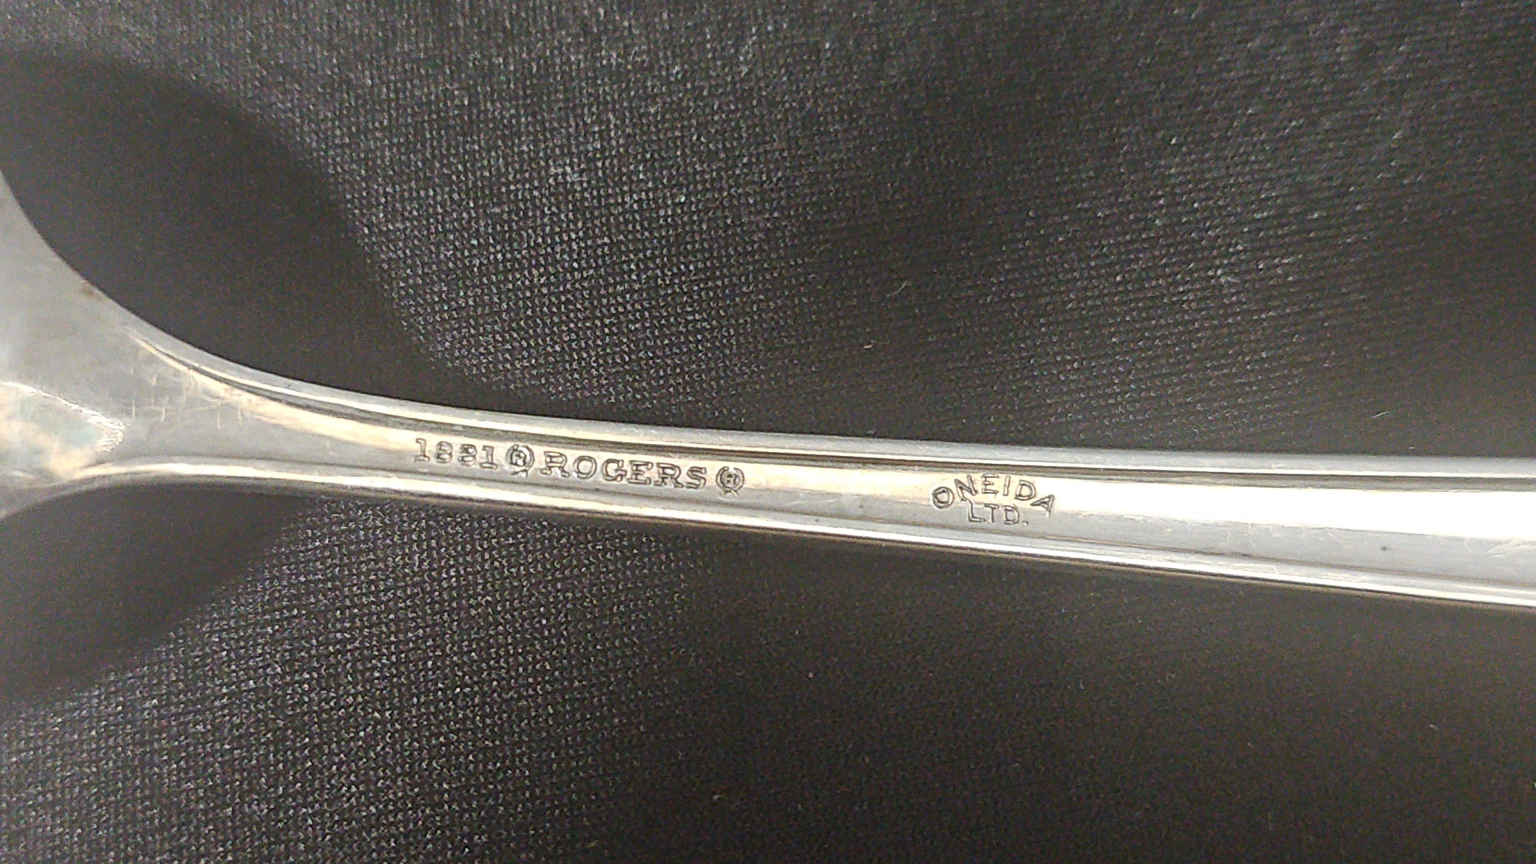 1881 ® ROGERS ®
ONEIDA
LTD.